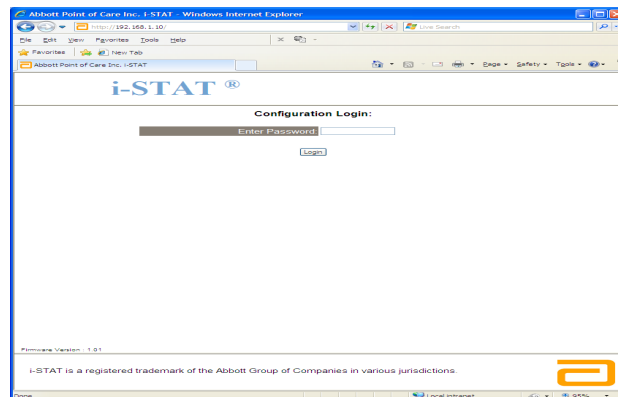 Abbott Point of Care Inc. i-STAT - Windows Internet Explorer
http://192.168.1.10/
Live Search
File Edit View Favorites Tools Help
Favorites New Tab
Abbott Point of Care Inc. i-STAT
Page Safety Tools
i-STAT ®
Configuration Login:
Enter Password:
Login
Firmware Version : 1.01
i-STAT is a registered trademark of the Abbott Group of Companies in various jurisdictions.
Done
Local intranet
95%